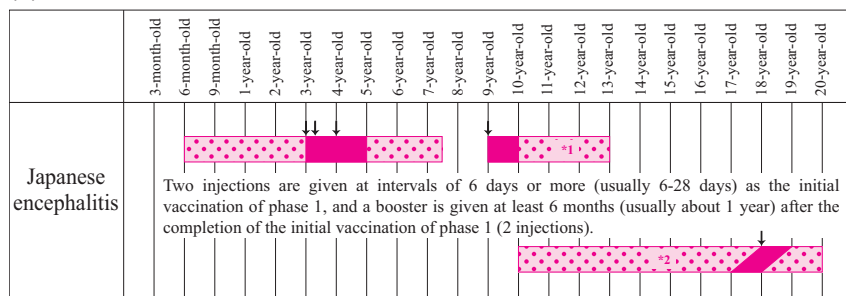 3-month-old
6-month-old
9-month-old
1-year-old
2-year-old
3-year-old
4-year-old
5-year-old
6-year-old
7-year-old
8-year-old
9-year-old
10-year-old
11-year-old
12-year-old
13-year-old
14-year-old
15-year-old
16-year-old
17-year-old
18-year-old
19-year-old
20-year-old
Japanese
encephalitis
*1
Two injections are given at intervals of 6 days or more (usually 6-28 days) as the initial
vaccination of phase 1, and a booster is given at least 6 months (usually about 1 year) after the
completion of the initial vaccination of phase 1 (2 injections).
*2